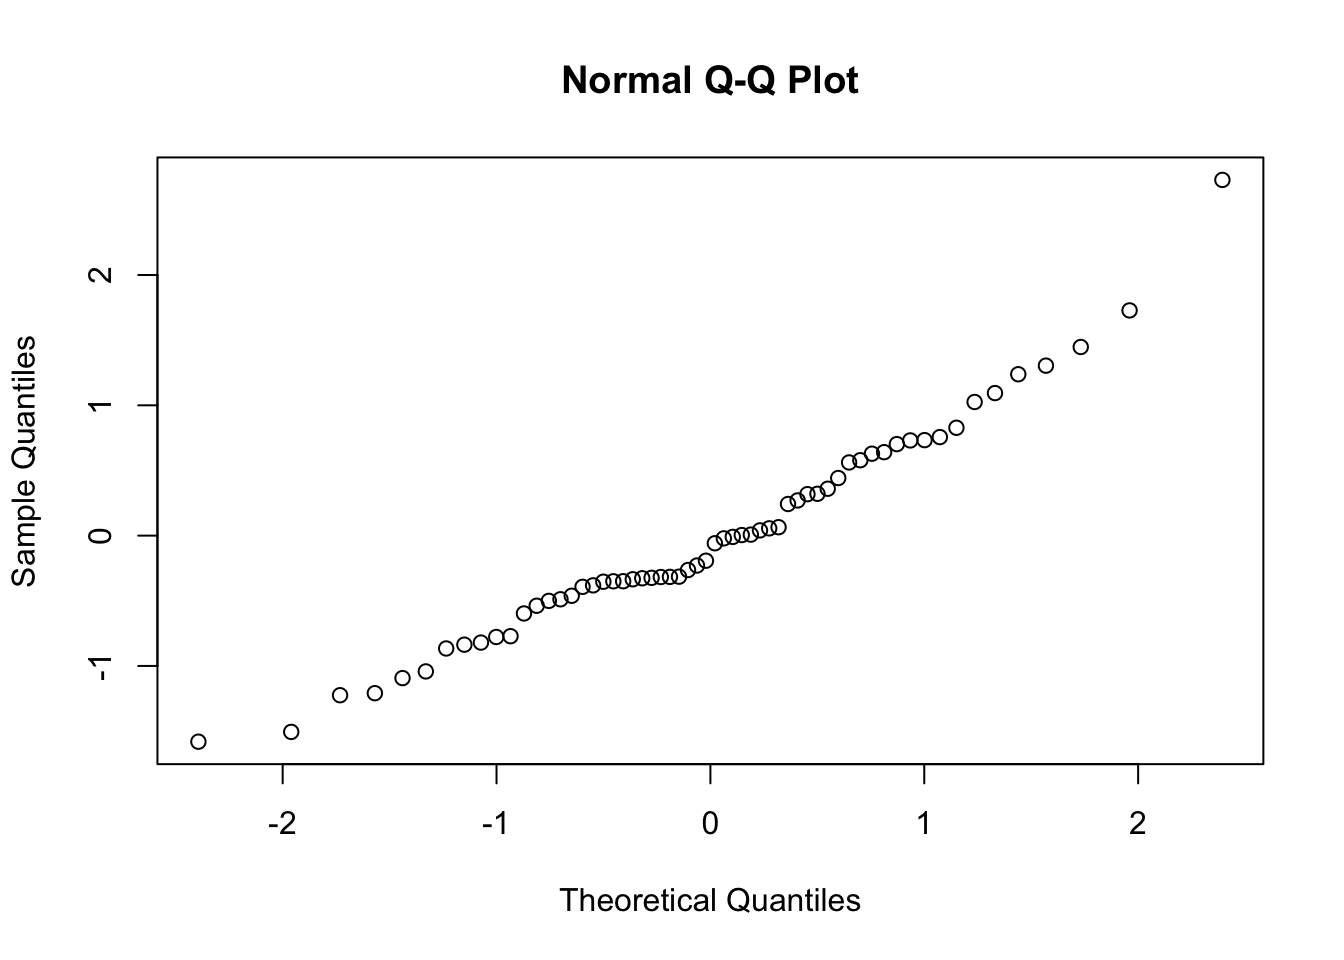 Normal Q-Q Plot
Sample Quantiles
2
1
0
-1
-2 -1 0 1 2
Theoretical Quantiles